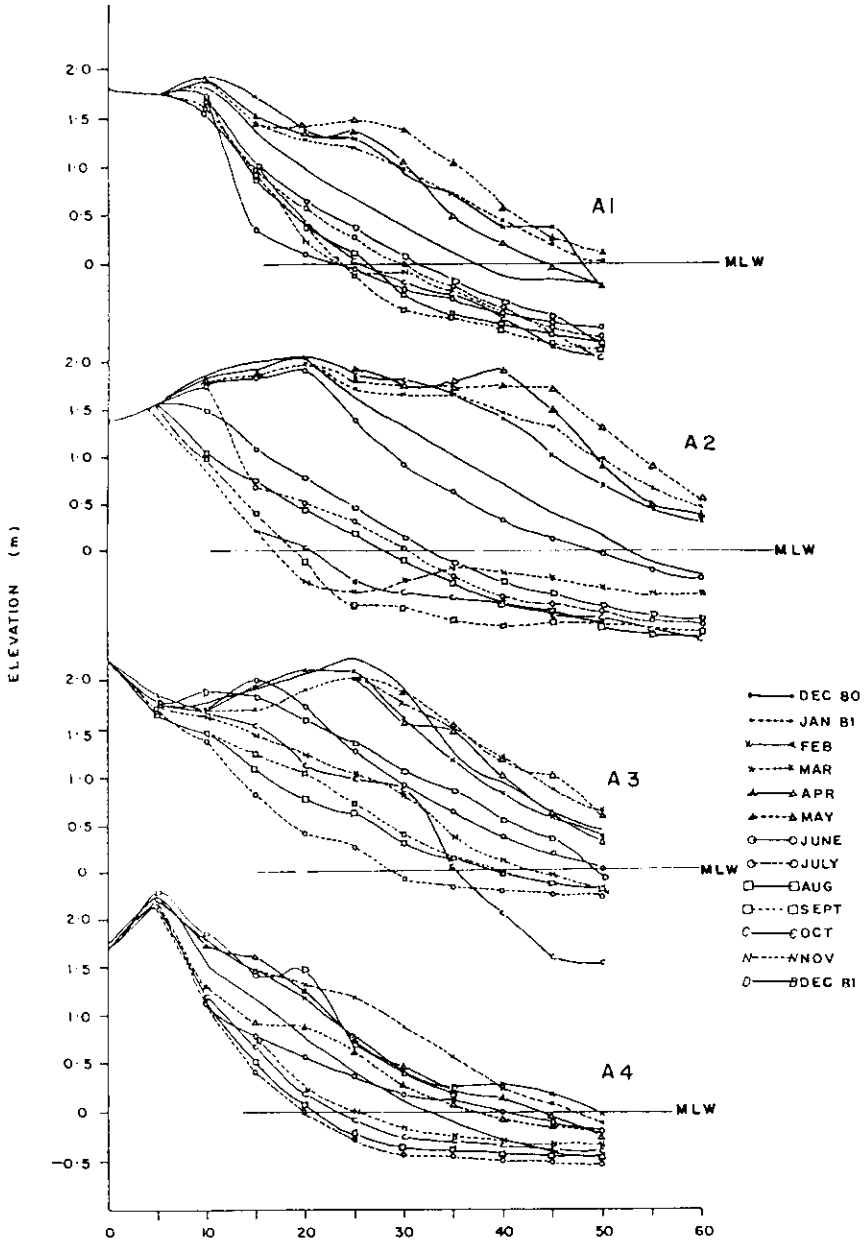 2·0
1·5
1·0
0·5
0
A1
MLW
2·0
1·5
1·0
0·5
0
A2
MLW
ELEVATION (m)
2·0
1·5
1·0
0·5
0
A3
MLW
DEC 80
JAN 81
FEB
MAR
APR
MAY
JUNE
JULY
AUG
SEPT
OCT
NOV
DEC 81
2·0
1·5
1·0
0·5
0
-0·5
A4
MLW
0 10 20 30 40 50 60